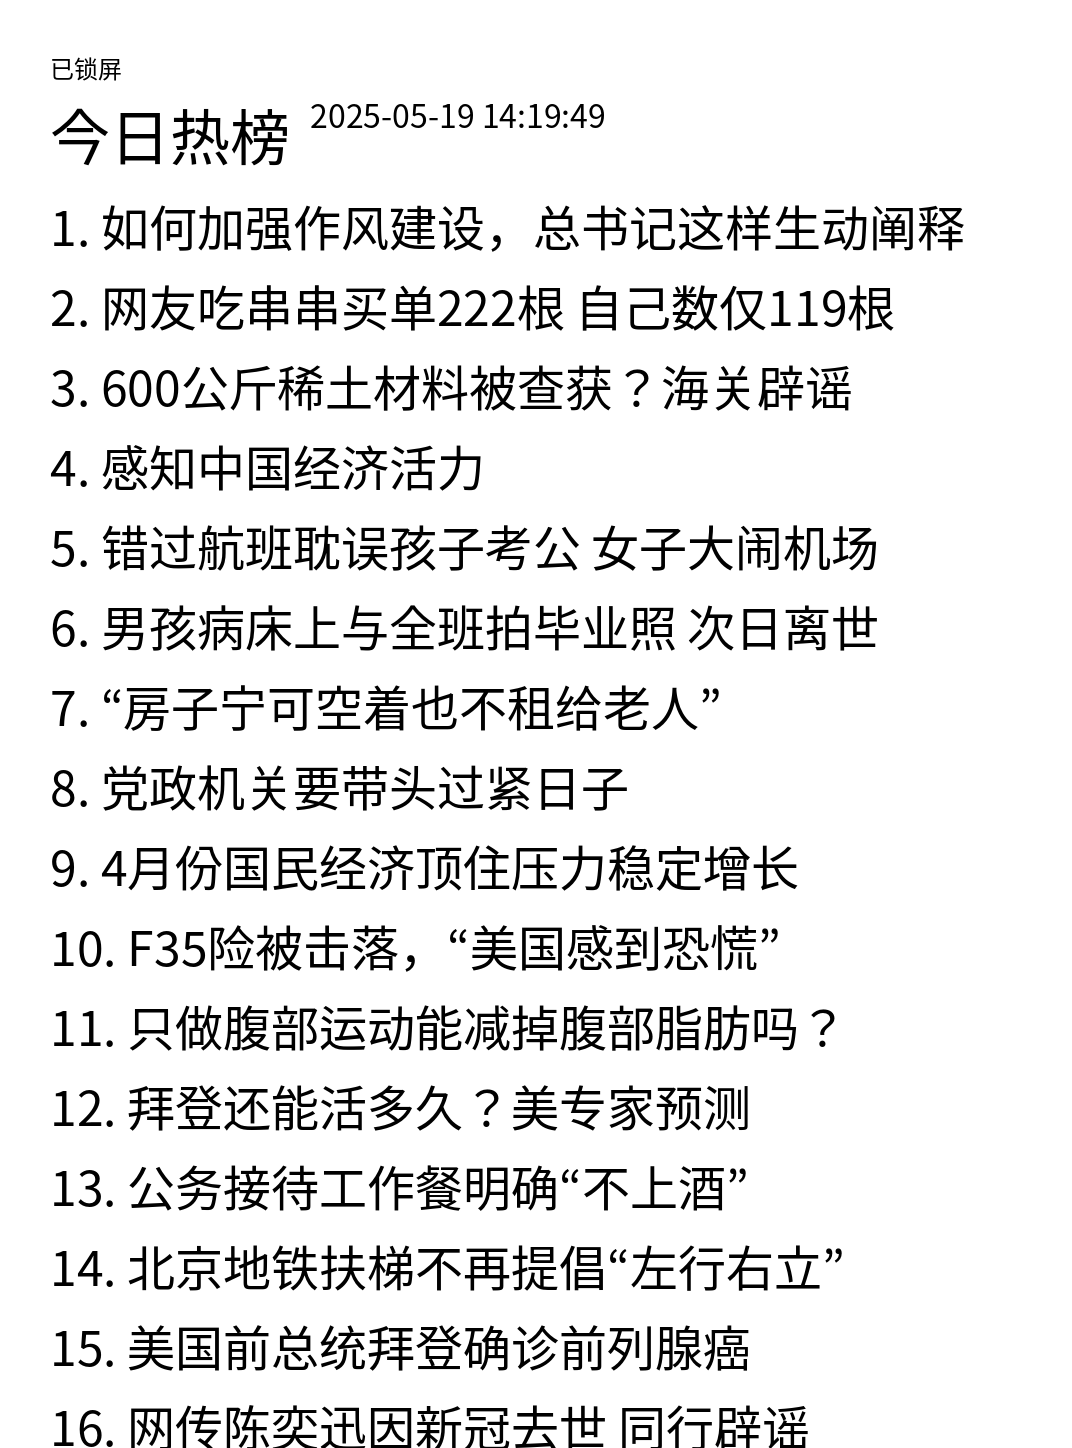 已锁屏
今日热榜 2025-05-19 14:19:49
1. 如何加强作风建设，总书记这样生动阐释
2. 网友吃串串买单222根 自己数仅119根
3. 600公斤稀土材料被查获？海关辟谣
4. 感知中国经济活力
5. 错过航班耽误孩子考公 女子大闹机场
6. 男孩病床上与全班拍毕业照 次日离世
7. “房子宁可空着也不租给老人”
8. 党政机关要带头过紧日子
9. 4月份国民经济顶住压力稳定增长
10. F35险被击落，“美国感到恐慌”
11. 只做腹部运动能减掉腹部脂肪吗？
12. 拜登还能活多久？美专家预测
13. 公务接待工作餐明确“不上酒”
14. 北京地铁扶梯不再提倡“左行右立”
15. 美国前总统拜登确诊前列腺癌
16. 网传陈奕迅因新冠去世 同行辟谣